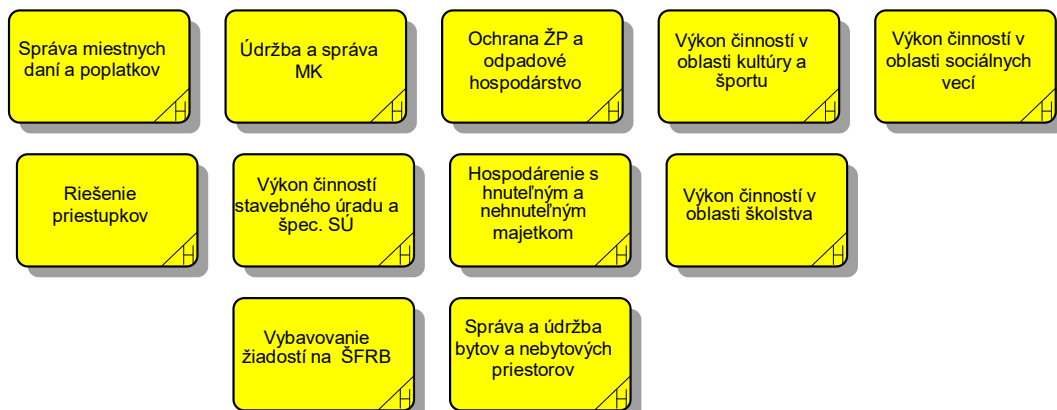 Správa miestnych
daní a poplatkov
H
Údržba a správa
MK
H
Ochrana ŽP a
odpadové
hospodárstvo
H
Výkon činností v
oblasti kultúry a
športu
H
Výkon činností v
oblasti sociálnych
vecí
H
Riešenie
priestupkov
H
Výkon činností
stavebného úradu a
špec. SÚ
H
Hospodárenie s
hnuteľným a
nehnuteľným
majetkom
H
Výkon činností v
oblasti školstva
H
Vybavovanie
žiadostí na ŠFRB
H
Správa a údržba
bytov a nebytových
priestorov
H